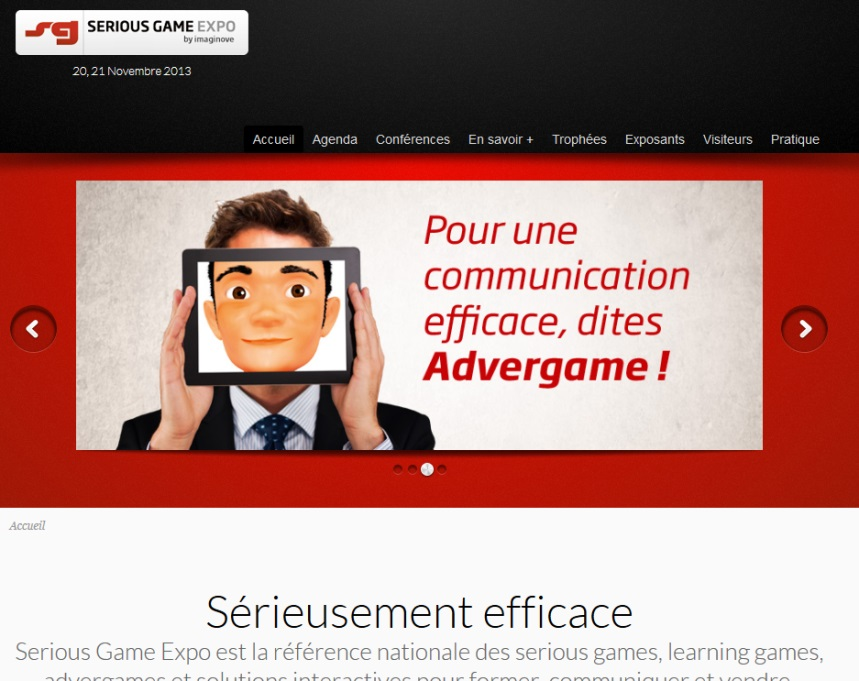 sg SERIOUS GAME EXPO
by imaginove
20, 21 Novembre 2013
Accueil Agenda Conférences En savoir + Trophées Exposants Visiteurs Pratique
Pour une
communication
efficace, dites
Advergame !
Accueil
Sérieusement efficace
Serious Game Expo est la référence nationale des serious games, learning games,
advergames et solutions interactives pour former, communiquer et vendre